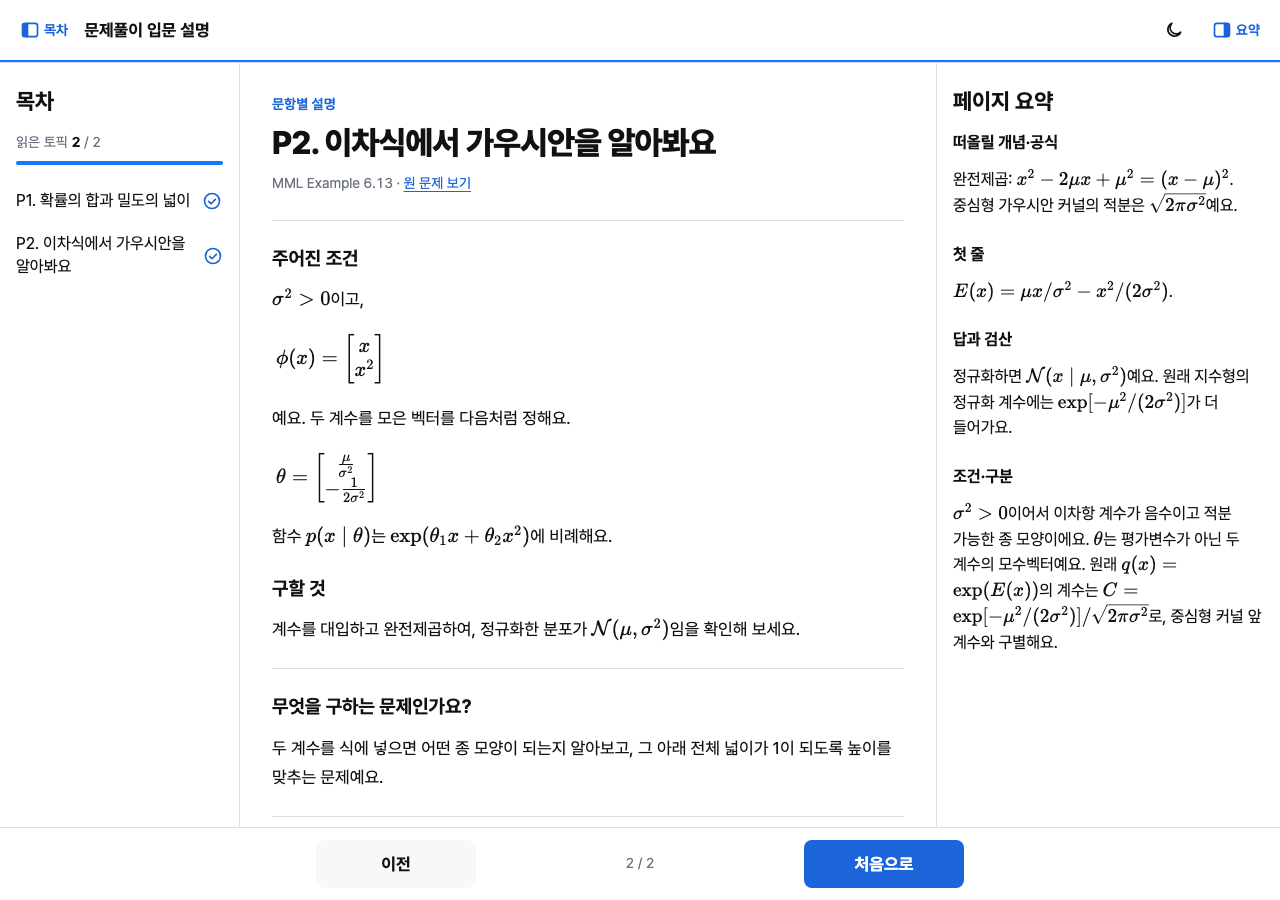 목차
문제풀이 입문 설명
요약
목차
읽은 토픽 2 / 2
P1. 확률의 합과 밀도의 넓이
P2. 이차식에서 가우시안을
알아봐요
문항별 설명
P2. 이차식에서 가우시안을 알아봐요
MML Example 6.13 · 원 문제 보기
주어진 조건
σ² > 0이고,
ϕ(x) = [x
x²]
예요. 두 계수를 모은 벡터를 다음처럼 정해요.
θ = [μ/σ²
−1/(2σ²)]
함수 p(x ∣ θ)는 exp(θ₁x + θ₂x²)에 비례해요.
구할 것
계수를 대입하고 완전제곱하여, 정규화한 분포가 𝒩(μ, σ²)임을 확인해 보세요.
무엇을 구하는 문제인가요?
두 계수를 식에 넣으면 어떤 종 모양이 되는지 알아보고, 그 아래 전체 넓이가 1이 되도록 높이를
맞추는 문제예요.
페이지 요약
떠올릴 개념·공식
완전제곱: x² − 2μx + μ² = (x − μ)².
중심형 가우시안 커널의 적분은 √(2πσ²)예요.
첫 줄
E(x) = μx/σ² − x²/(2σ²).
답과 검산
정규화하면 𝒩(x ∣ μ, σ²)예요. 원래 지수형의
정규화 계수에는 exp[−μ²/(2σ²)]가 더
들어가요.
조건·구분
σ² > 0이어서 이차항 계수가 음수이고 적분
가능한 종 모양이에요. θ는 평가변수가 아닌 두
계수의 모수벡터예요. 원래 q(x) =
exp(E(x))의 계수는 C =
exp[−μ²/(2σ²)]/√(2πσ²)로, 중심형 커널 앞
계수와 구별해요.
이전
2 / 2
처음으로